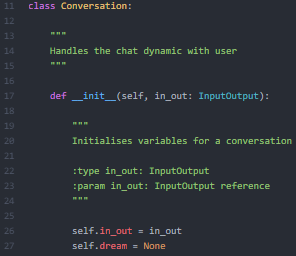 11 class Conversation:
12
13     """
14     Handles the chat dynamic with user
15     """
16
17     def __init__(self, in_out: InputOutput):
18
19         """
20         Initialises variables for a conversation
21
22         :type in_out: InputOutput
23         :param in_out: InputOutput reference
24         """
25
26         self.in_out = in_out
27         self.dream = None